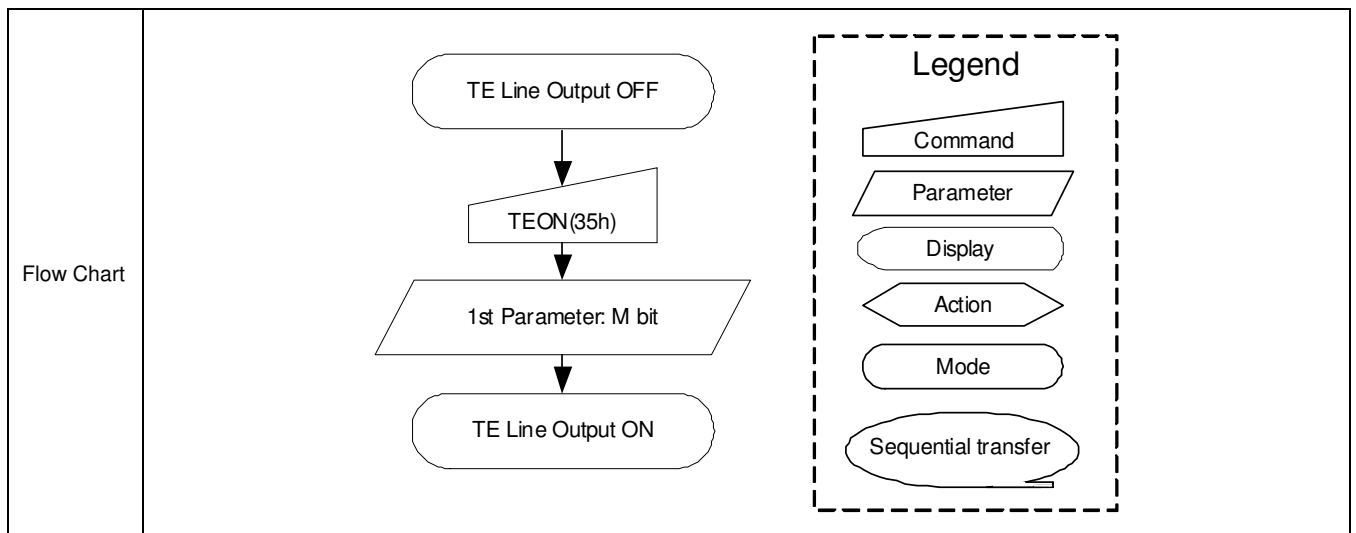 Flow Chart
TE Line Output OFF
TEON(35h)
1st Parameter: M bit
TE Line Output ON
Legend
Command
Parameter
Display
Action
Mode
Sequential transfer